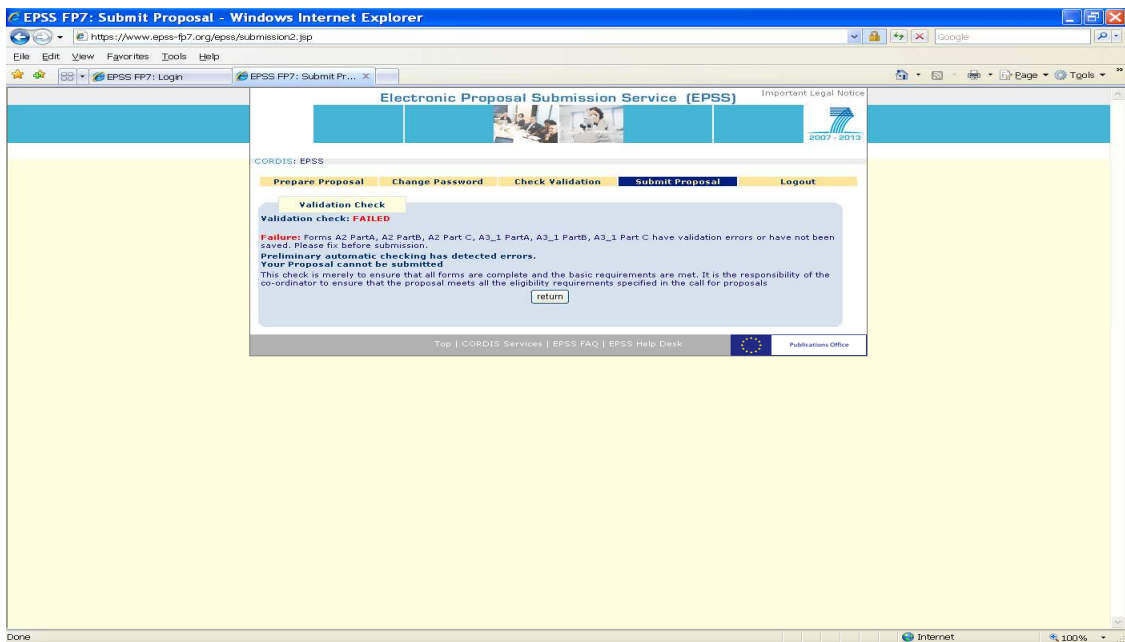 EPSS FP7: Submit Proposal - Windows Internet Explorer
https://www.epss-fp7.org/epss/submission2.jsp
Google
File Edit View Favorites Tools Help
EPSS FP7: Login
EPSS FP7: Submit Pr...
Page Tools
Electronic Proposal Submission Service (EPSS)
Important Legal Notice
2007 - 2013
CORDIS: EPSS
Prepare Proposal Change Password Check Validation Submit Proposal Logout
Validation Check
Validation check: FAILED
Failure: Forms A2 PartA, A2 PartB, A2 Part C, A3_1 PartA, A3_1 PartB, A3_1 Part C have validation errors or have not been
saved. Please fix before submission.
Preliminary automatic checking has detected errors.
Your Proposal cannot be submitted
This check is merely to ensure that all forms are complete and the basic requirements are met. It is the responsibility of the
co-ordinator to ensure that the proposal meets all the eligibility requirements specified in the call for proposals
return
Top | CORDIS Services | EPSS FAQ | EPSS Help Desk
Publications Office
Done
Internet
100%